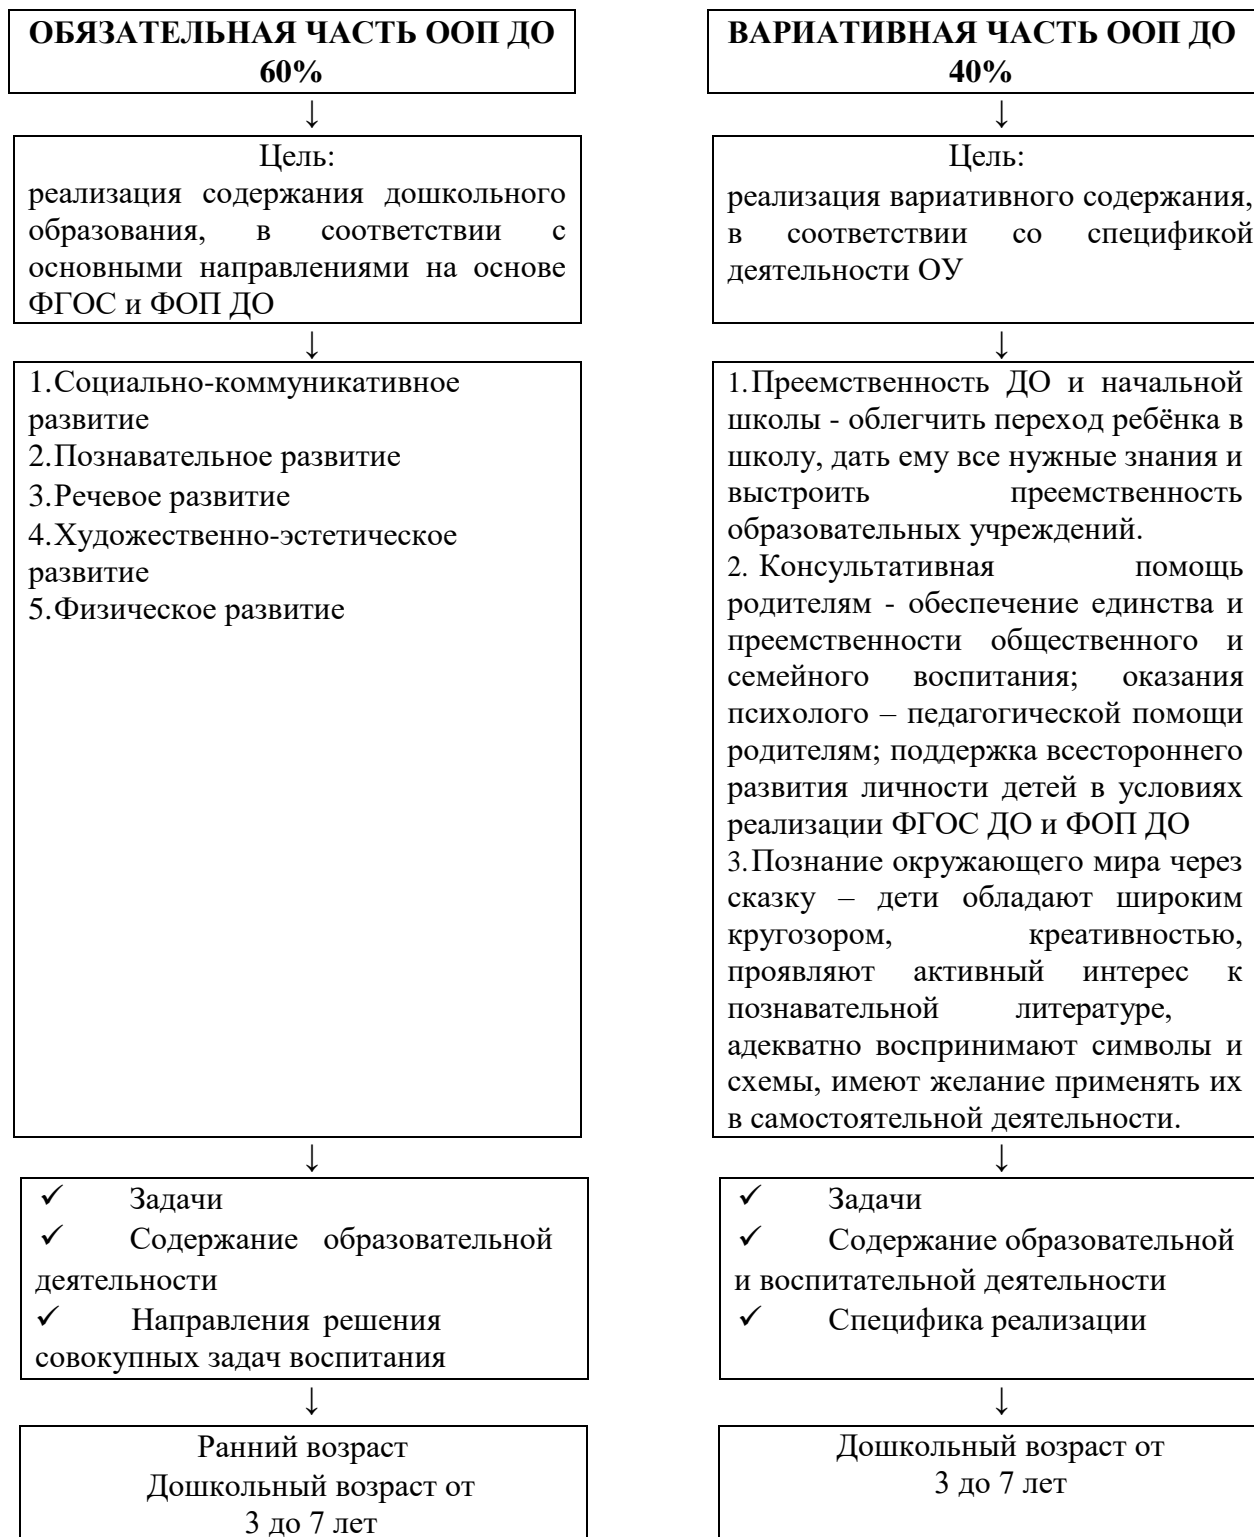 ОБЯЗАТЕЛЬНАЯ ЧАСТЬ ООП ДО
60%
↓
Цель:
реализация содержания дошкольного
образования, в соответствии с
основными направлениями на основе
ФГОС и ФОП ДО
↓
1.Социально-коммуникативное
развитие
2.Познавательное развитие
3.Речевое развитие
4.Художественно-эстетическое
развитие
5.Физическое развитие
↓
✓ Задачи
✓ Содержание образовательной
деятельности
✓ Направления решения
совокупных задач воспитания
↓
Ранний возраст
Дошкольный возраст от
3 до 7 лет
ВАРИАТИВНАЯ ЧАСТЬ ООП ДО
40%
↓
Цель:
реализация вариативного содержания,
в соответствии со спецификой
деятельности ОУ
↓
1.Преемственность ДО и начальной
школы - облегчить переход ребёнка в
школу, дать ему все нужные знания и
выстроить преемственность
образовательных учреждений.
2. Консультативная помощь
родителям - обеспечение единства и
преемственности общественного и
семейного воспитания; оказания
психолого – педагогической помощи
родителям; поддержка всестороннего
развития личности детей в условиях
реализации ФГОС ДО и ФОП ДО
3.Познание окружающего мира через
сказку – дети обладают широким
кругозором, креативностью,
проявляют активный интерес к
познавательной литературе,
адекватно воспринимают символы и
схемы, имеют желание применять их
в самостоятельной деятельности.
↓
✓ Задачи
✓ Содержание образовательной
и воспитательной деятельности
✓ Специфика реализации
↓
Дошкольный возраст от
3 до 7 лет